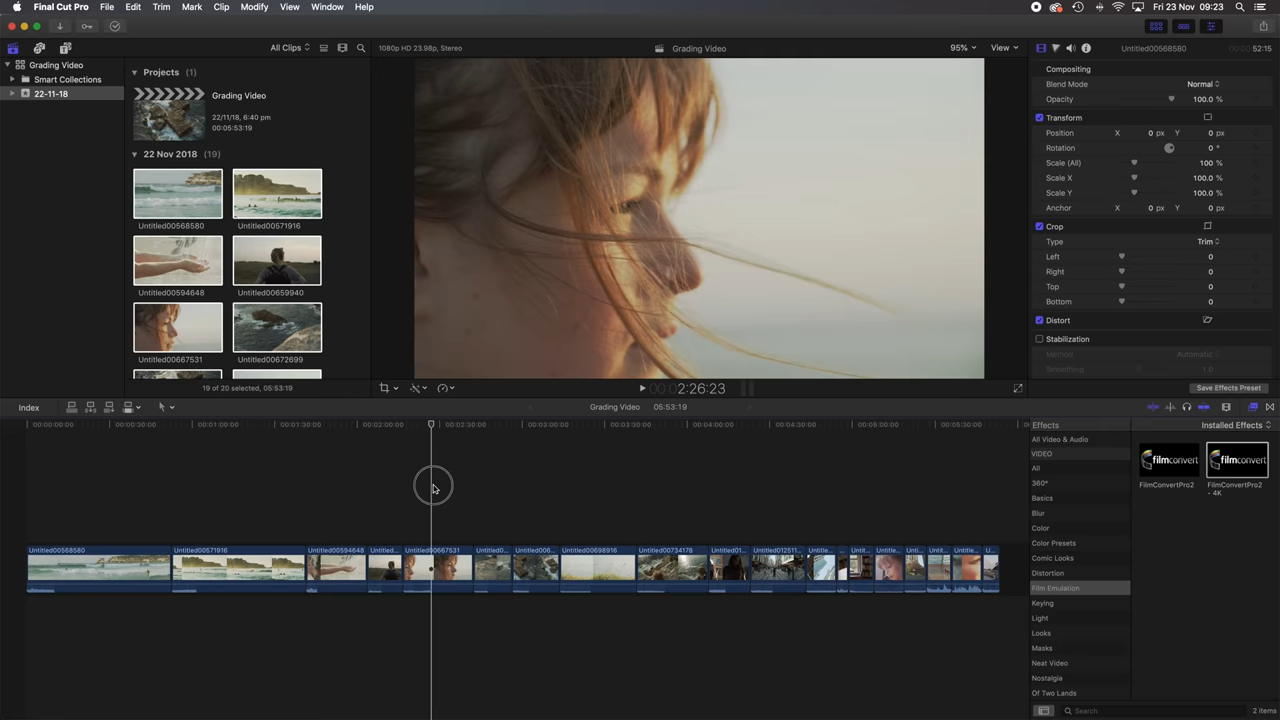 Final Cut Pro File Edit Trim Mark Clip Modify View Window Help
Fri 23 Nov 09:23
All Clips
1080p HD 23.98p, Stereo
Grading Video
95%
View
Untitled00568580
52:15
Grading Video
Smart Collections
22-11-18
Projects (1)
Grading Video
22/11/18, 6:40 pm
00:05:53:19
22 Nov 2018 (19)
Untitled00568580
Untitled00571916
Untitled00594648
Untitled00659940
Untitled00667531
Untitled00672699
19 of 20 selected, 05:53:19
2:26:23
Compositing
Blend Mode Normal
Opacity 100.0 %
Transform
Position X 0 px Y 0 px
Rotation 0 °
Scale (All) 100 %
Scale X 100.0 %
Scale Y 100.0 %
Anchor X 0 px Y 0 px
Crop
Type Trim
Left 0
Right 0
Top 0
Bottom 0
Distort
Stabilization
Method Automatic
Smoothing 1.0
Save Effects Preset
Index
Grading Video 05:53:19
00:00:00:00 00:00:30:00 00:01:00:00 00:01:30:00 00:02:00:00 00:02:30:00 00:03:00:00 00:03:30:00 00:04:00:00 00:04:30:00 00:05:00:00 00:05:30:00
Untitled00568580 Untitled00571916 Untitled00594648 Untitled... Untitled00667531 Untitled0... Untitled006... Untitled00698916 Untitled00734178 Untitled01... Untitled012611... Untitle... ... Untit... Untitle... Unti... Untit... Untitle... U...
Effects
Installed Effects
All Video & Audio
VIDEO
All
360°
Basics
Blur
Color
Color Presets
Comic Looks
Distortion
Film Emulation
Keying
Light
Looks
Masks
Neat Video
Nostalgia
Of Two Lands
filmconvert
FilmConvertPro2
filmconvert
FilmConvertPro2
- 4K
Search
2 items